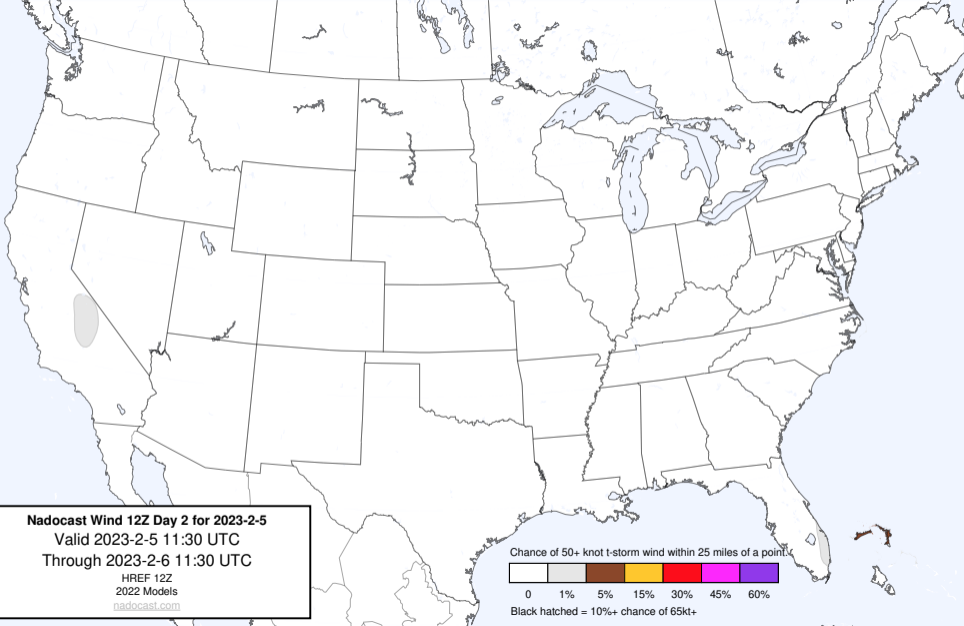 Nadocast Wind 12Z Day 2 for 2023-2-5
Valid 2023-2-5 11:30 UTC
Through 2023-2-6 11:30 UTC
HREF 12Z
2022 Models
nadocast.com
Chance of 50+ knot t-storm wind within 25 miles of a point.
0 1% 5% 15% 30% 45% 60%
Black hatched = 10%+ chance of 65kt+